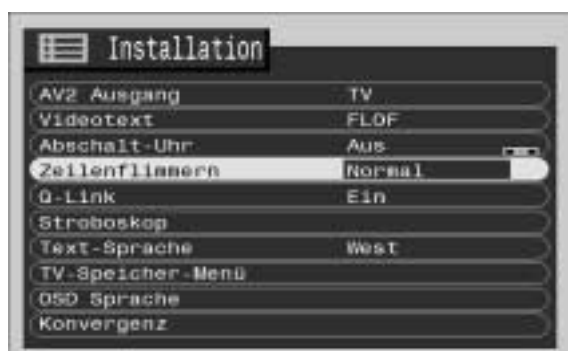 Installation
AV2 Ausgang TV
Videotext FLOF
Abschalt-Uhr Aus
Zeilenflimmern Normal
Q-Link Ein
Stroboskop
Text-Sprache West
TV-Speicher-Menü
OSD Sprache
Konvergenz